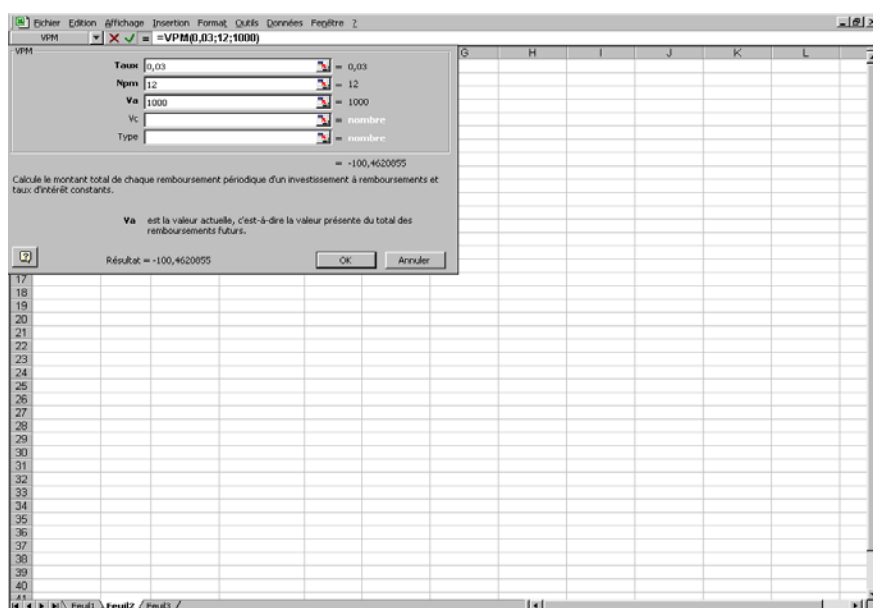 Fichier Edition Affichage Insertion Format Outils Données Fenêtre ?
VPM =VPM(0,03;12;1000)
VPM
G H I J K L
Taux 0,03 = 0,03
Npm 12 = 12
Va 1000 = 1000
Vc = nombre
Type = nombre
= -100,4620855
Calcule le montant total de chaque remboursement périodique d'un investissement à remboursements et
taux d'intérêt constants.
Va est la valeur actuelle, c'est-à-dire la valeur présente du total des
remboursements futurs.
Résultat = -100,4620855 OK Annuler
17
18
19
20
21
22
23
24
25
26
27
28
29
30
31
32
33
34
35
36
37
38
39
40
41
Feuil1 Feuil2 Feuil3